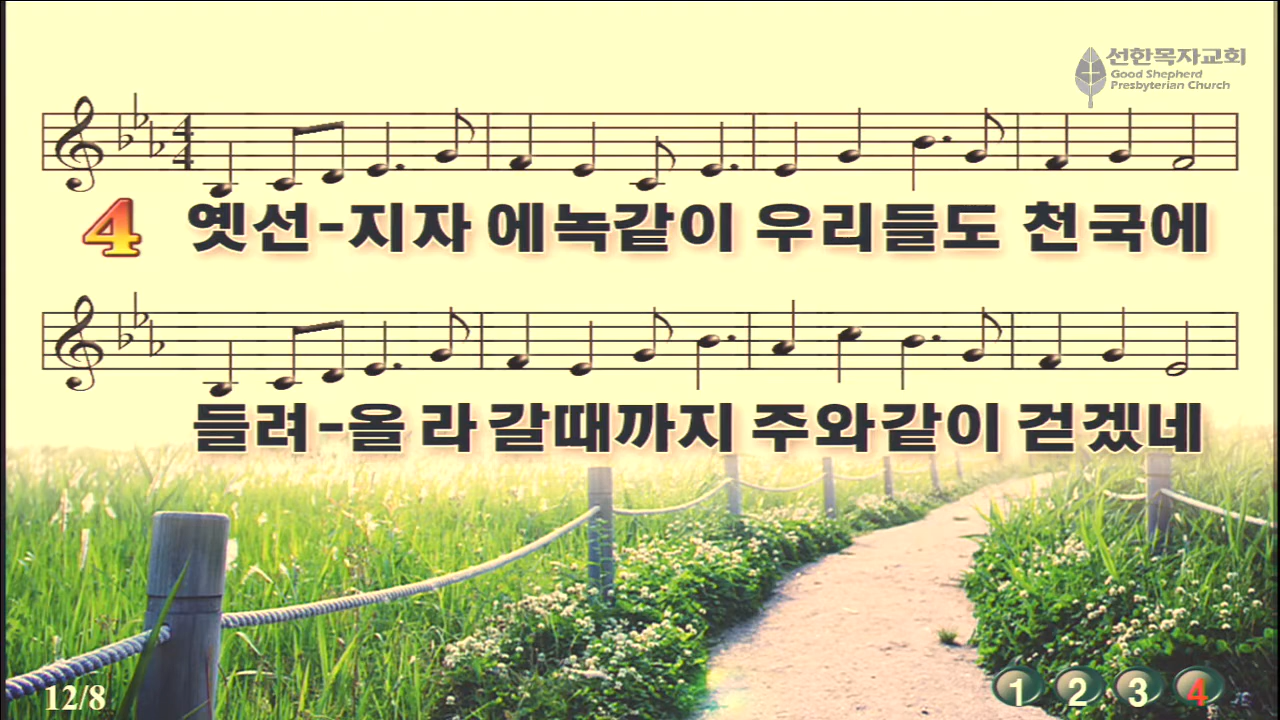 선한목자교회
Good Shepherd
Presbyterian Church
4 옛선-지자 에녹같이 우리들도 천국에
들려-올라갈때까지 주와같이 걷겠네
12/8
1 2 3 4